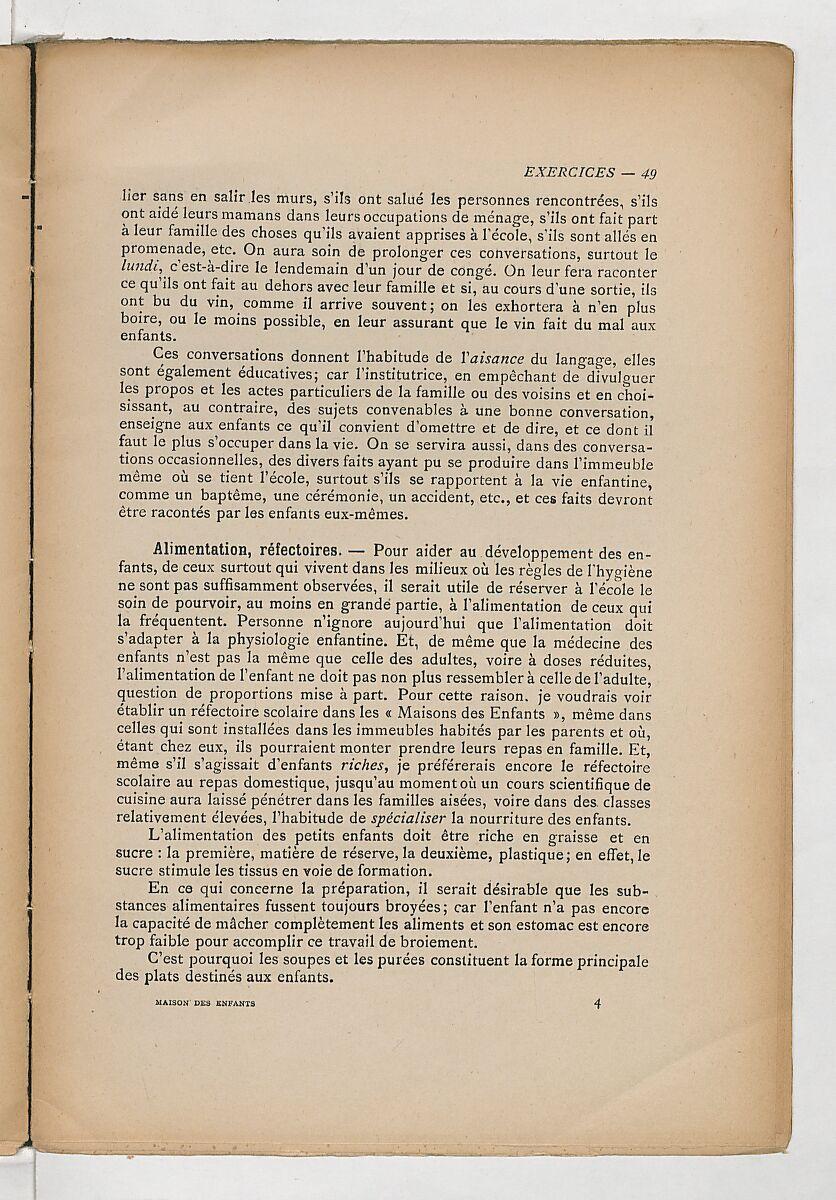 EXERCICES — 49
lier sans en salir les murs, s'ils ont salué les personnes rencontrées, s'ils
ont aidé leurs mamans dans leurs occupations de ménage, s'ils ont fait part
à leur famille des choses qu'ils avaient apprises à l'école, s'ils sont allés en
promenade, etc. On aura soin de prolonger ces conversations, surtout le
lundi, c'est-à-dire le lendemain d'un jour de congé. On leur fera raconter
ce qu'ils ont fait au dehors avec leur famille et si, au cours d'une sortie, ils
ont bu du vin, comme il arrive souvent; on les exhortera à n'en plus
boire, ou le moins possible, en leur assurant que le vin fait du mal aux
enfants.
Ces conversations donnent l'habitude de l'aisance du langage, elles
sont également éducatives; car l'institutrice, en empêchant de divulguer
les propos et les actes particuliers de la famille ou des voisins et en choi-
sissant, au contraire, des sujets convenables à une bonne conversation,
enseigne aux enfants ce qu'il convient d'omettre et de dire, et ce dont il
faut le plus s'occuper dans la vie. On se servira aussi, dans des conversa-
tions occasionnelles, des divers faits ayant pu se produire dans l'immeuble
même où se tient l'école, surtout s'ils se rapportent à la vie enfantine,
comme un baptême, une cérémonie, un accident, etc., et ces faits devront
être racontés par les enfants eux-mêmes.
Alimentation, réfectoires. — Pour aider au développement des en-
fants, de ceux surtout qui vivent dans les milieux où les règles de l'hygiène
ne sont pas suffisamment observées, il serait utile de réserver à l'école le
soin de pourvoir, au moins en grande partie, à l'alimentation de ceux qui
la fréquentent. Personne n'ignore aujourd'hui que l'alimentation doit
s'adapter à la physiologie enfantine. Et, de même que la médecine des
enfants n'est pas la même que celle des adultes, voire à doses réduites,
l'alimentation de l'enfant ne doit pas non plus ressembler à celle de l'adulte,
question de proportions mise à part. Pour cette raison. je voudrais voir
établir un réfectoire scolaire dans les « Maisons des Enfants », même dans
celles qui sont installées dans les immeubles habités par les parents et où,
étant chez eux, ils pourraient monter prendre leurs repas en famille. Et,
même s'il s'agissait d'enfants riches, je préférerais encore le réfectoire
scolaire au repas domestique, jusqu'au moment où un cours scientifique de
cuisine aura laissé pénétrer dans les familles aisées, voire dans des classes
relativement élevées, l'habitude de spécialiser la nourriture des enfants.
L'alimentation des petits enfants doit être riche en graisse et en
sucre : la première, matière de réserve, la deuxième, plastique; en effet, le
sucre stimule les tissus en voie de formation.
En ce qui concerne la préparation, il serait désirable que les sub-
stances alimentaires fussent toujours broyées; car l'enfant n'a pas encore
la capacité de mâcher complètement les aliments et son estomac est encore
trop faible pour accomplir ce travail de broiement.
C'est pourquoi les soupes et les purées constituent la forme principale
des plats destinés aux enfants.
MAISON DES ENFANTS 4